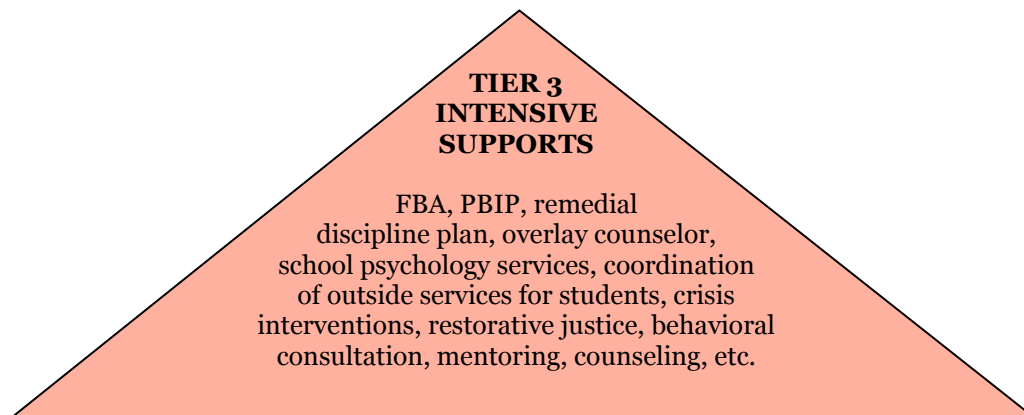 TIER 3
INTENSIVE
SUPPORTS
FBA, PBIP, remedial
discipline plan, overlay counselor,
school psychology services, coordination
of outside services for students, crisis
interventions, restorative justice, behavioral
consultation, mentoring, counseling, etc.